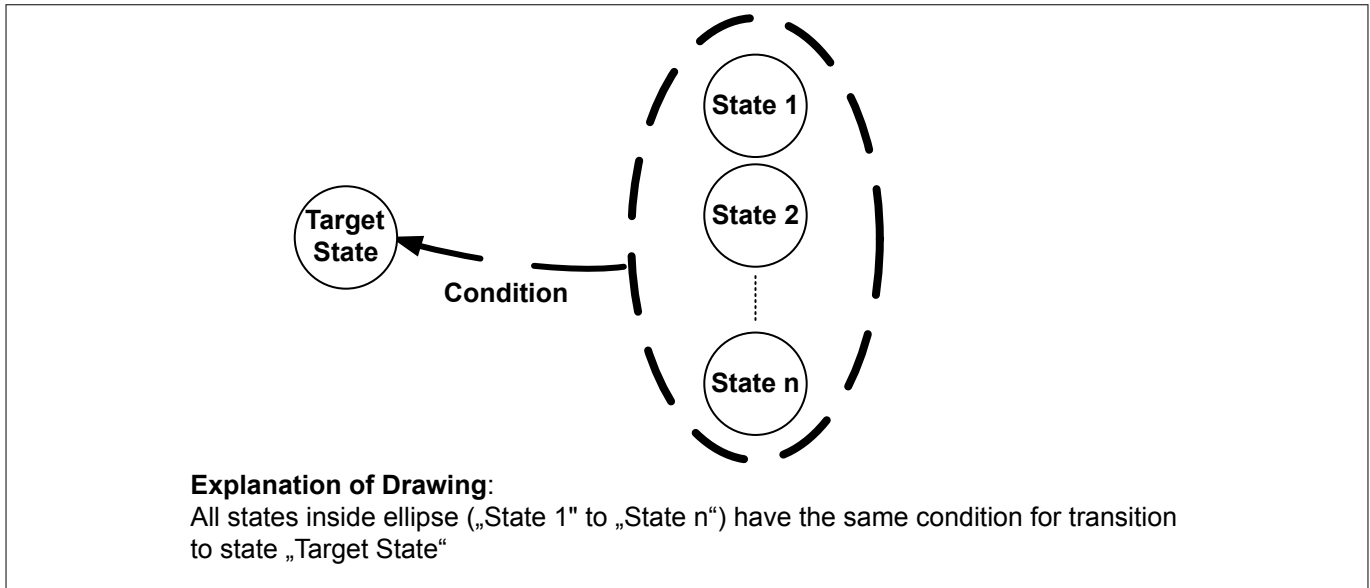 State 1
State 2
Target
State
Condition
State n
Explanation of Drawing:
All states inside ellipse („State 1" to „State n“) have the same condition for transition
to state „Target State“